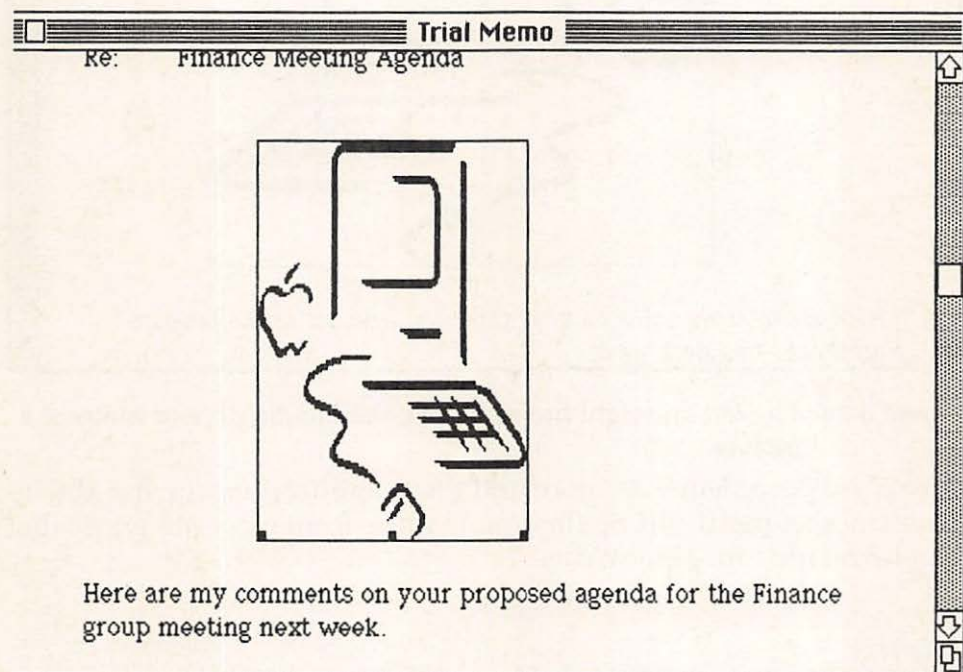 Trial Memo
Re: Finance Meeting Agenda
Here are my comments on your proposed agenda for the Finance
group meeting next week.